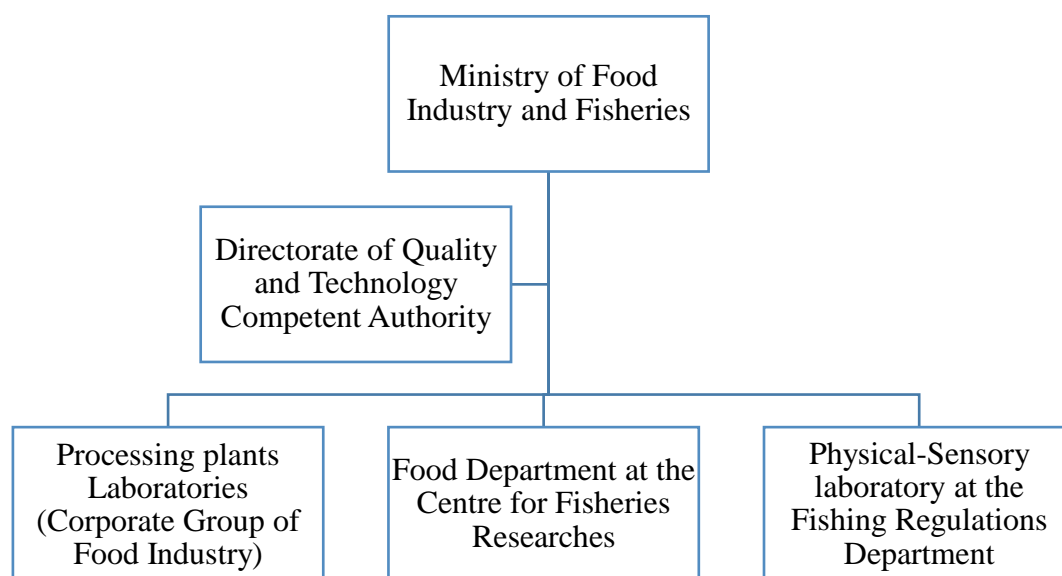 Ministry of Food
Industry and Fisheries
Directorate of Quality
and Technology
Competent Authority
Processing plants
Laboratories
(Corporate Group of
Food Industry)
Food Department at the
Centre for Fisheries
Researches
Physical-Sensory
laboratory at the
Fishing Regulations
Department